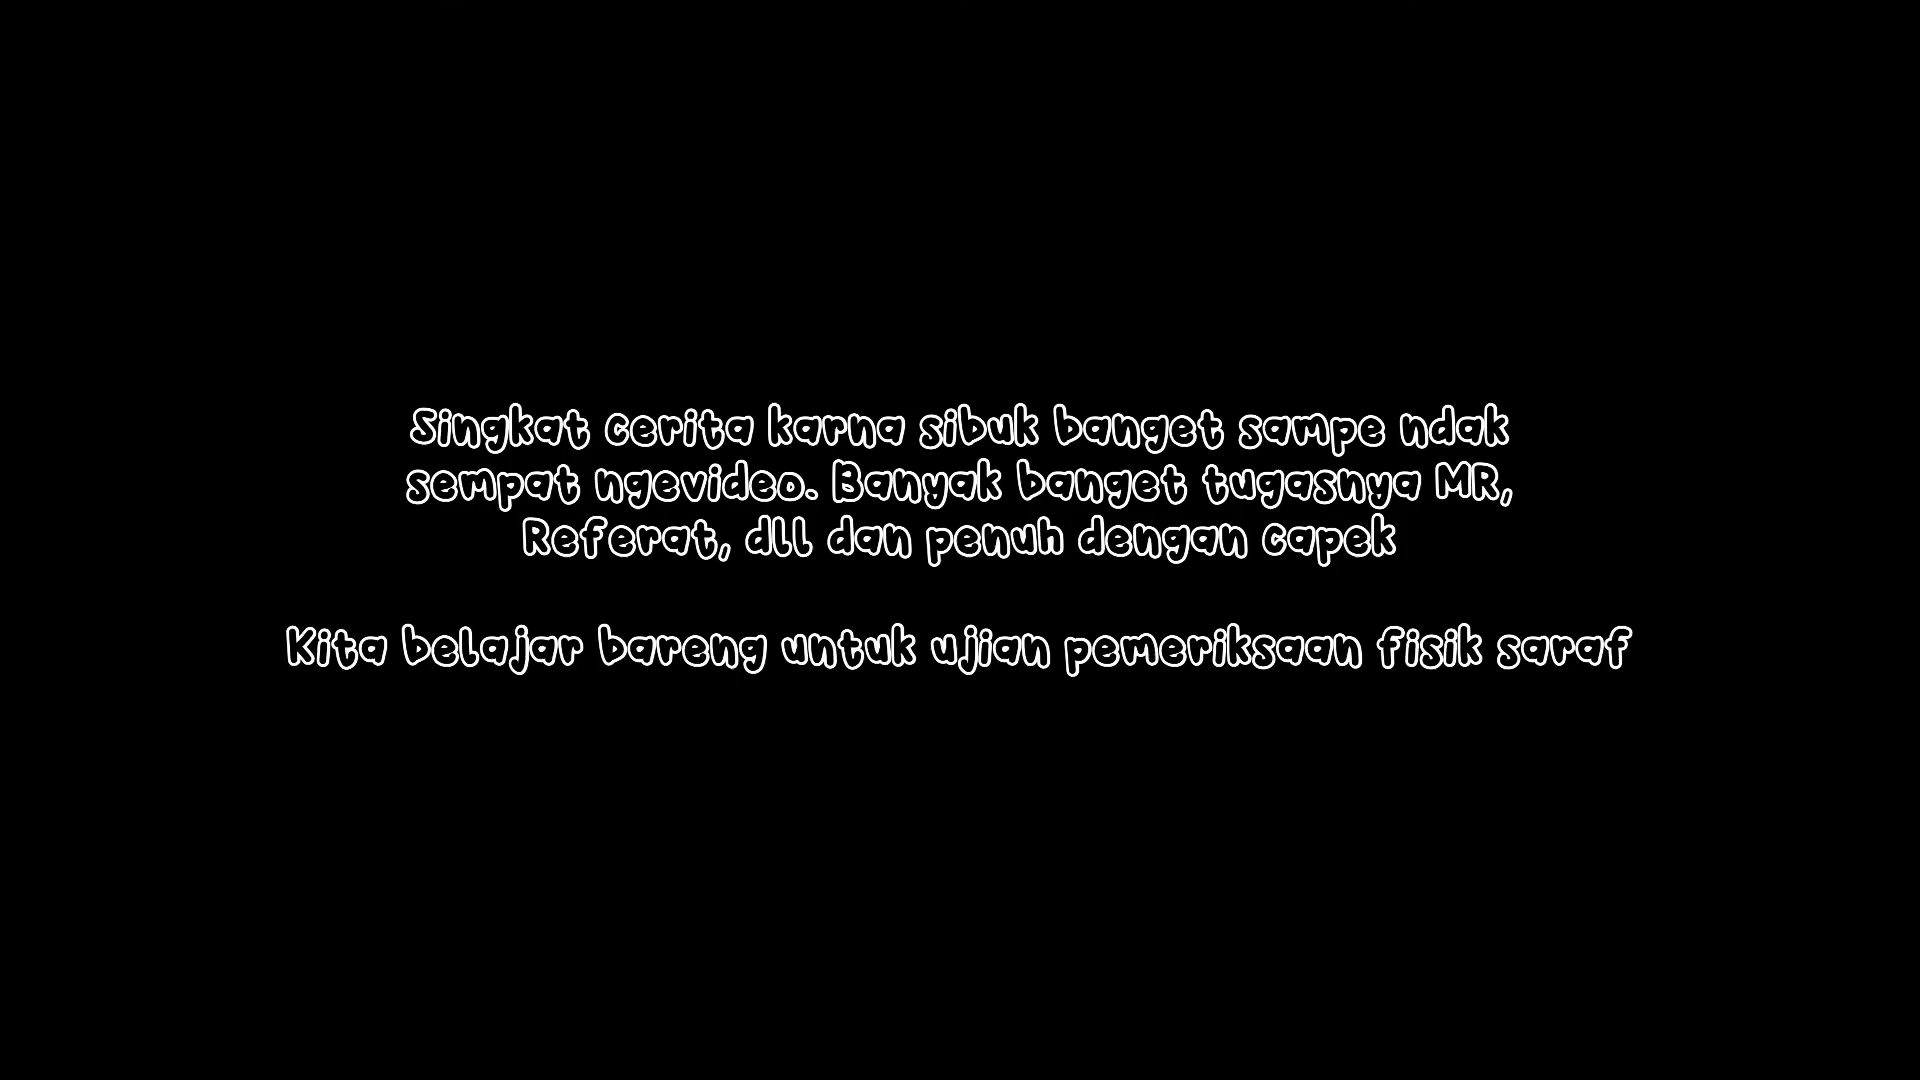 Singkat cerita karna sibuk banget sampe ndak
sempat ngevideo. Banyak banget tugasnya MR,
Referat, dll dan penuh dengan capek
Kita belajar bareng untuk ujian pemeriksaan fisik saraf